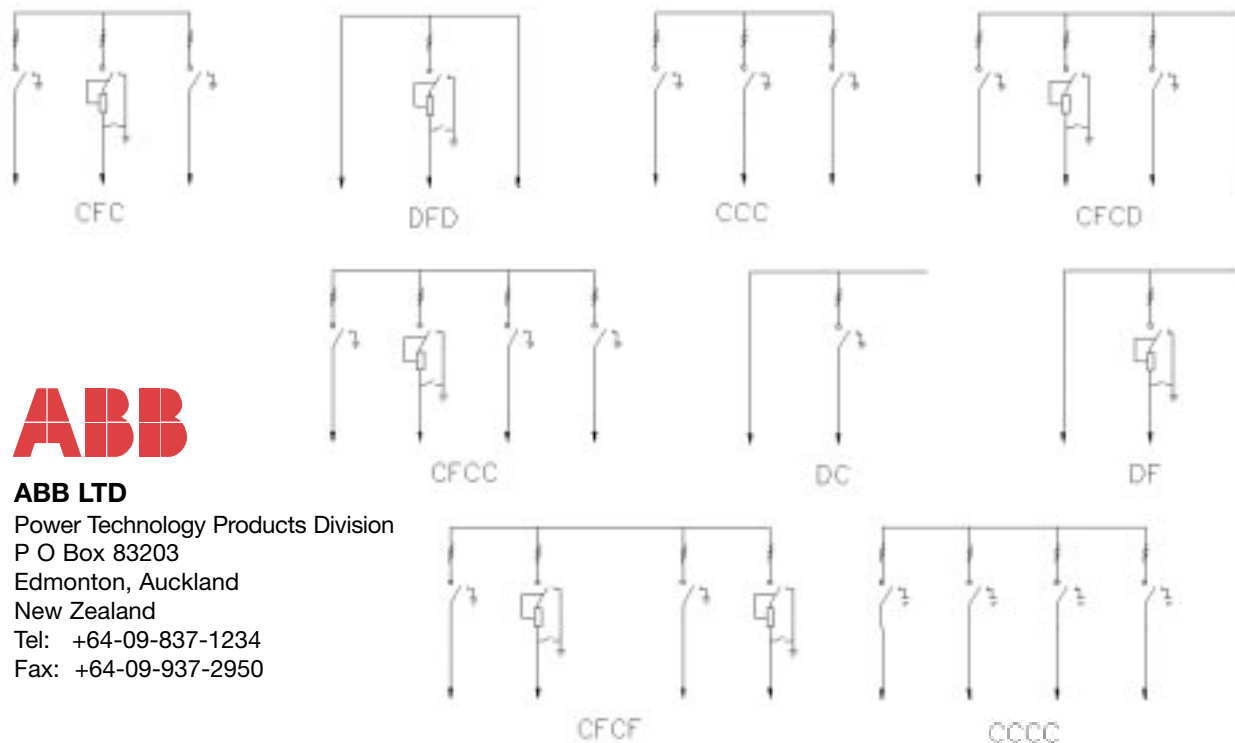 CFC
DFD
CCC
CFCD
CFCC
DC
DF
ABB
ABB LTD
Power Technology Products Division
P O Box 83203
Edmonton, Auckland
New Zealand
Tel: +64-09-837-1234
Fax: +64-09-937-2950
CFCF
CCCC